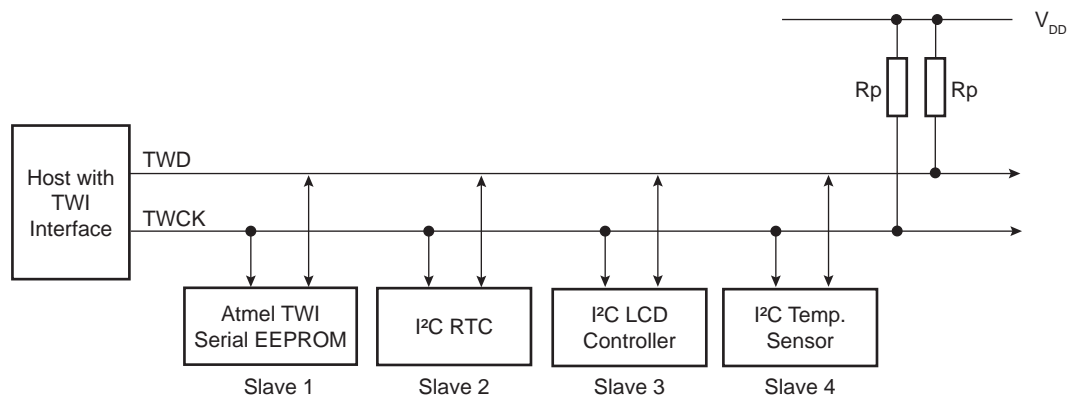 V_DD
Rp
Rp
Host with
TWI
Interface
TWD
TWCK
Atmel TWI
Serial EEPROM
Slave 1
I²C RTC
Slave 2
I²C LCD
Controller
Slave 3
I²C Temp.
Sensor
Slave 4